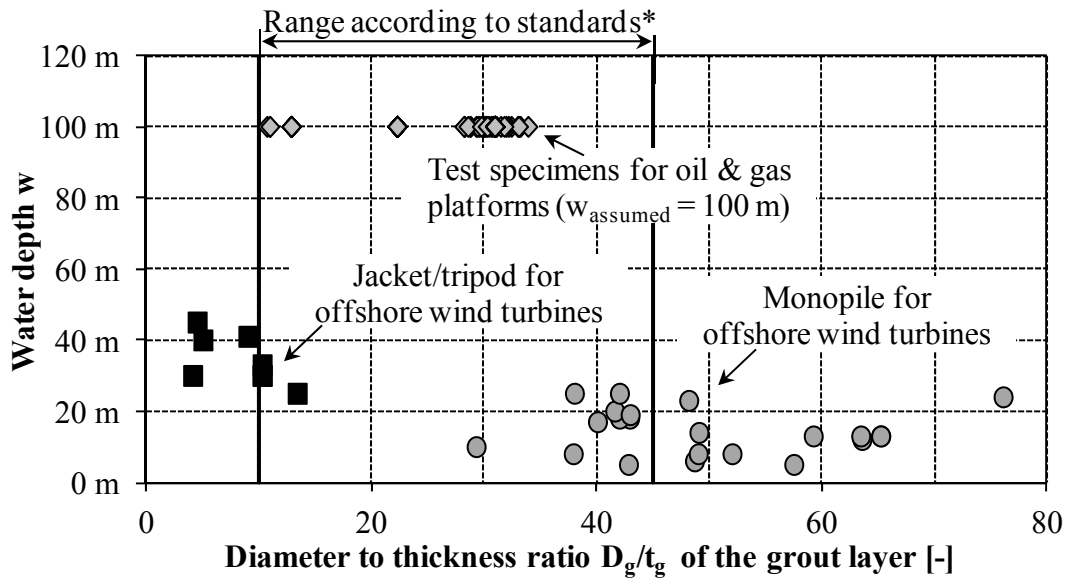 Range according to standards*
120 m
100 m
80 m
60 m
40 m
20 m
0 m
Water depth w
Test specimens for oil & gas
platforms (w_assumed = 100 m)
Jacket/tripod for
offshore wind turbines
Monopile for
offshore wind turbines
0
20
40
60
80
Diameter to thickness ratio D_g/t_g of the grout layer [-]